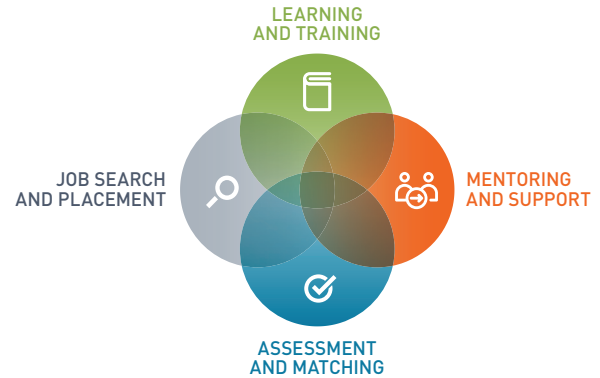 LEARNING
AND TRAINING
JOB SEARCH
AND PLACEMENT
MENTORING
AND SUPPORT
ASSESSMENT
AND MATCHING